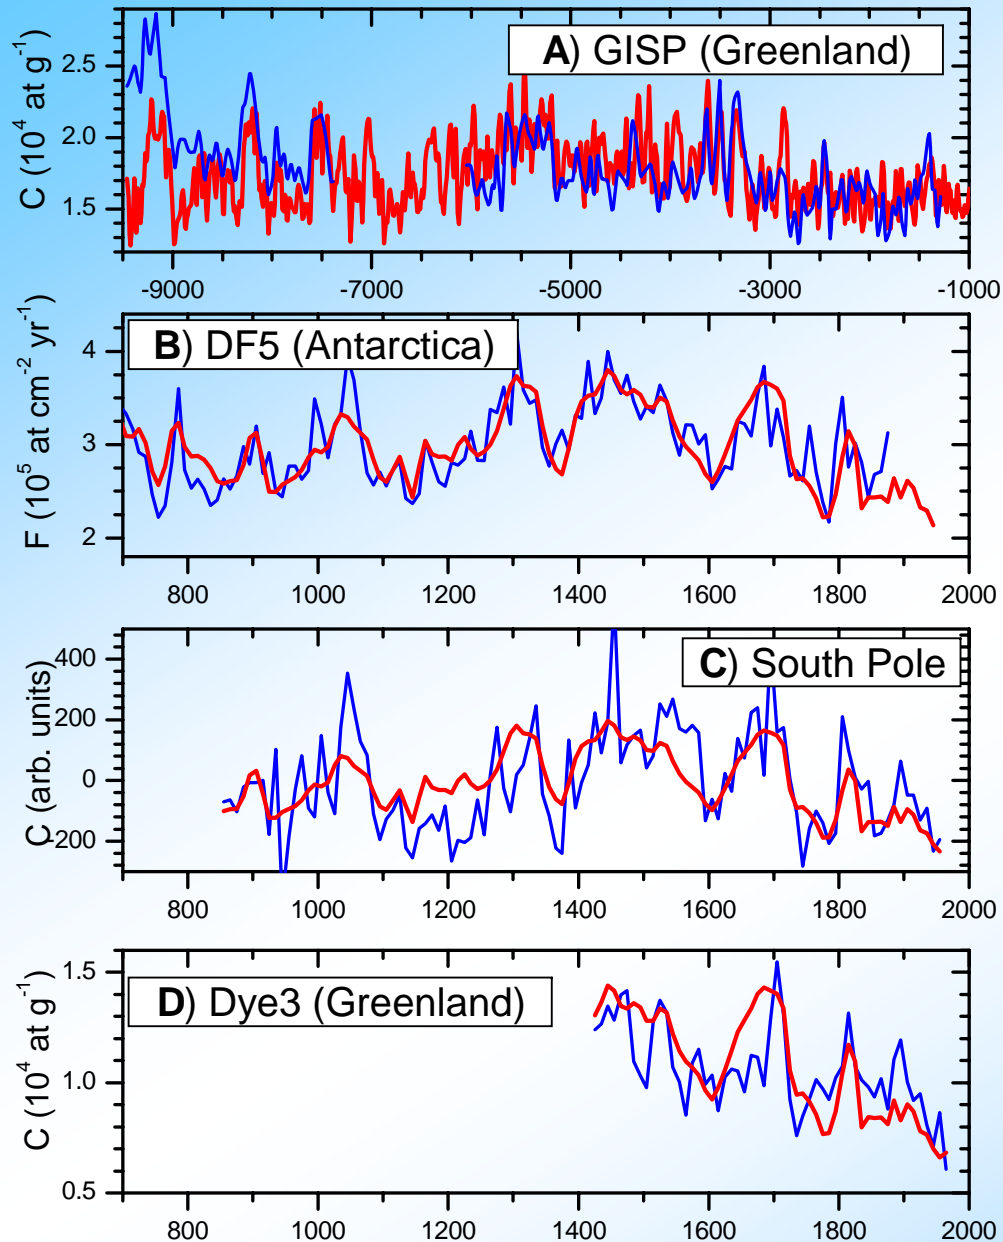 A) GISP (Greenland)
C (10⁴ at g⁻¹)
2.5
2.0
1.5
-9000 -7000 -5000 -3000 -1000
B) DF5 (Antarctica)
F (10⁵ at cm⁻² yr⁻¹)
4
3
2
800 1000 1200 1400 1600 1800 2000
C) South Pole
C (arb. units)
400
200
0
200
800 1000 1200 1400 1600 1800 2000
D) Dye3 (Greenland)
C (10⁴ at g⁻¹)
1.5
1.0
0.5
800 1000 1200 1400 1600 1800 2000